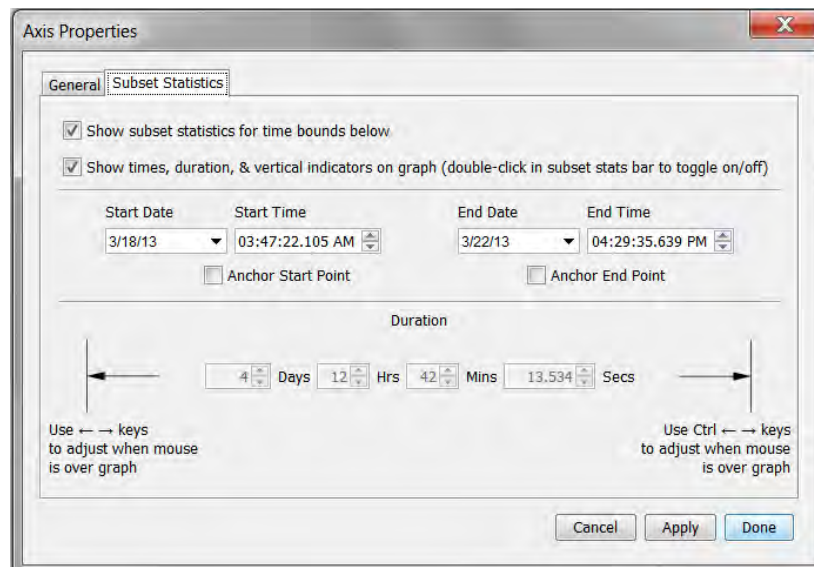 Axis Properties
General Subset Statistics
Show subset statistics for time bounds below
Show times, duration, & vertical indicators on graph (double-click in subset stats bar to toggle on/off)
Start Date Start Time End Date End Time
3/18/13 03:47:22.105 AM 3/22/13 04:29:35.639 PM
Anchor Start Point Anchor End Point
Duration
4 Days 12 Hrs 42 Mins 13.534 Secs
Use ← → keys
to adjust when mouse
is over graph
Use Ctrl ← → keys
to adjust when mouse
is over graph
Cancel Apply Done